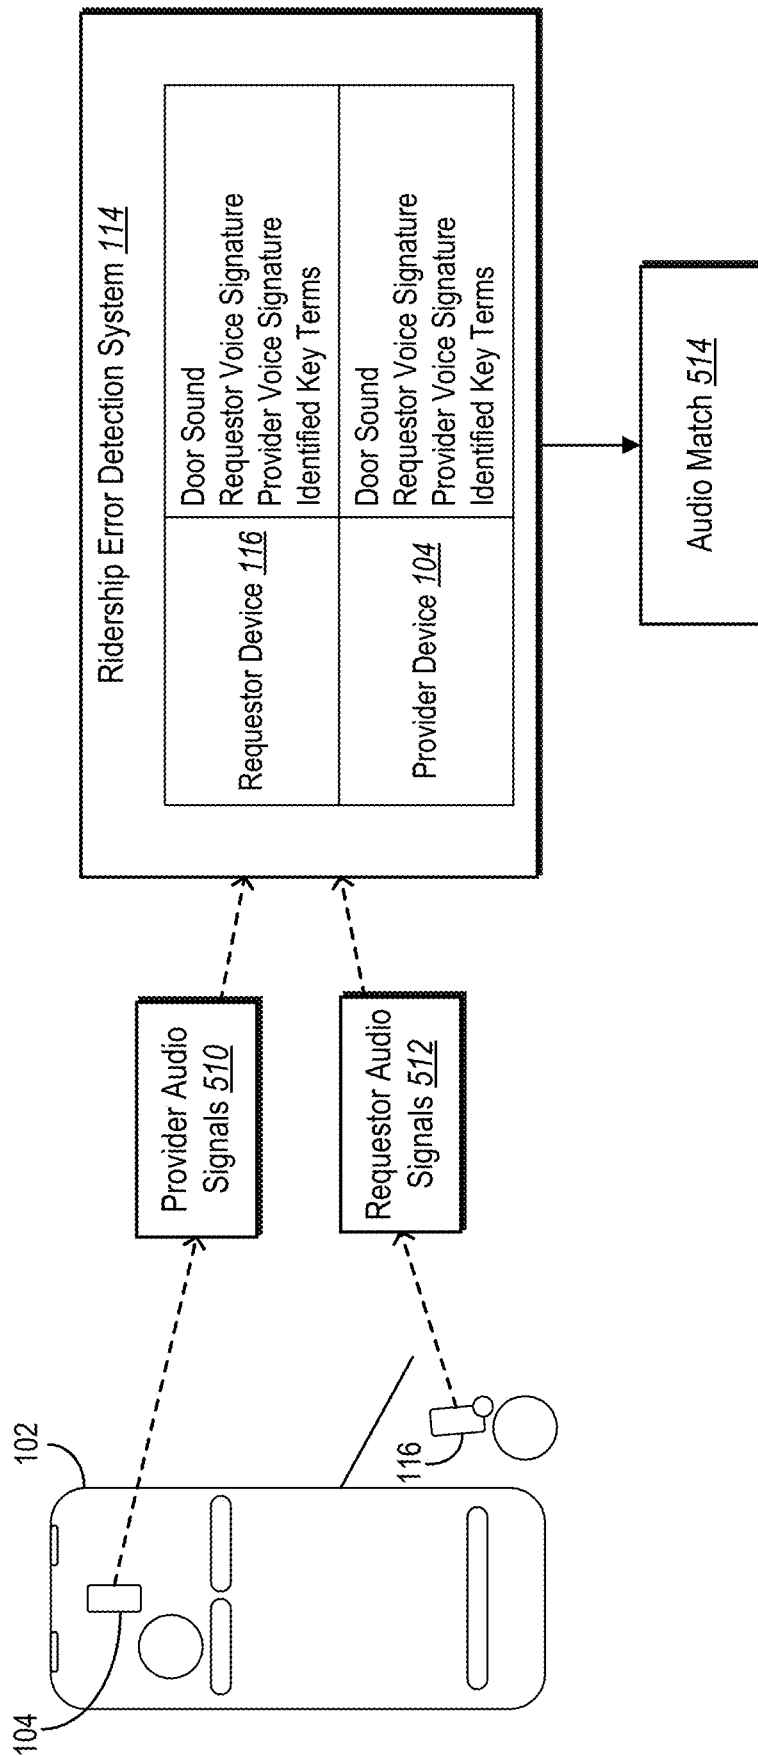 102
104
116
Provider Audio
Signals 510
Requestor Audio
Signals 512
Ridership Error Detection System 114
Requestor Device 116
Door Sound
Requestor Voice Signature
Provider Voice Signature
Identified Key Terms
Provider Device 104
Door Sound
Requestor Voice Signature
Provider Voice Signature
Identified Key Terms
Audio Match 514